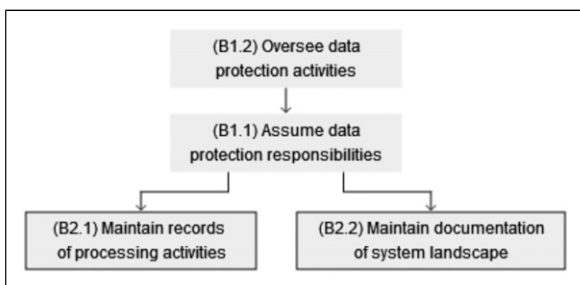 (B1.2) Oversee data
protection activities
(B1.1) Assume data
protection responsibilities
(B2.1) Maintain records
of processing activities
(B2.2) Maintain documentation
of system landscape